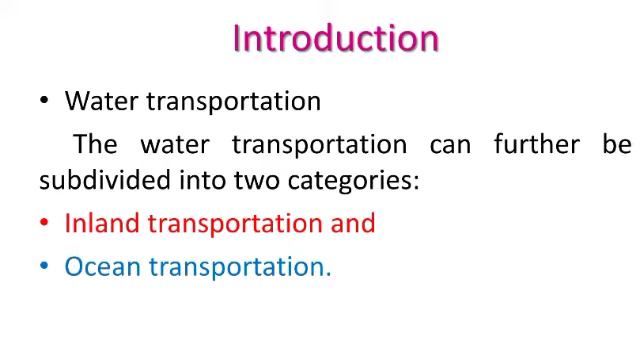 Introduction
• Water transportation
The water transportation can further be
subdivided into two categories:
• Inland transportation and
• Ocean transportation.